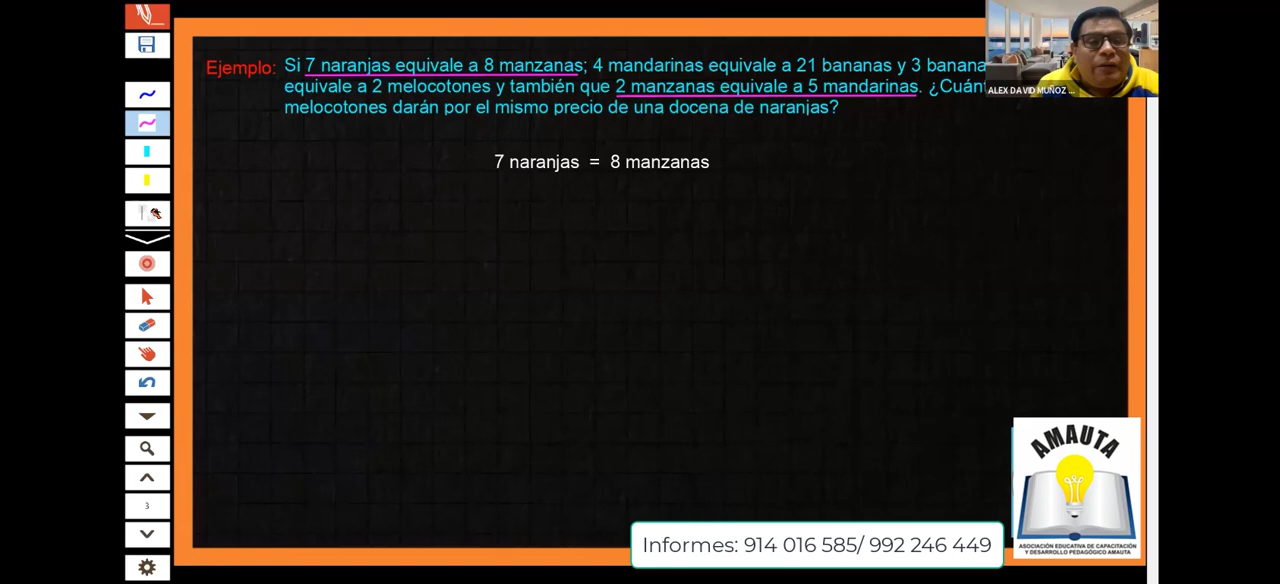 Ejemplo: Si 7 naranjas equivale a 8 manzanas; 4 mandarinas equivale a 21 bananas y 3
equivale a 2 melocotones y también que 2 manzanas equivale a 5 mandarinas.
melocotones darán por el mismo precio de una docena de naranjas?
7 naranjas = 8 manzanas
ALEX DAVID MUÑOZ ...
3
AMAUTA
ASOCIACIÓN EDUCATIVA DE CAPACITACIÓN
Y DESARROLLO PEDAGÓGICO AMAUTA
Informes: 914 016 585/ 992 246 449